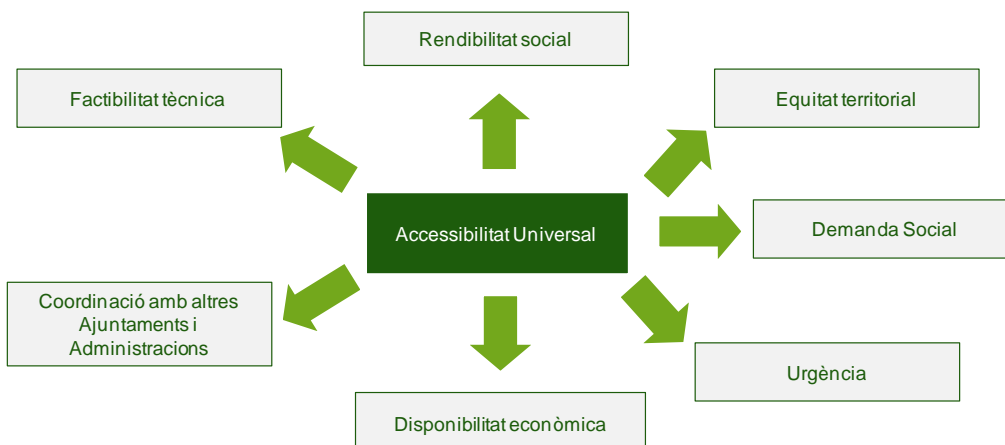 Rendibilitat social
Factibilitat tècnica
Equitat territorial
Accessibilitat Universal
Demanda Social
Coordinació amb altres
Ajuntaments i
Administracions
Urgència
Disponibilitat econòmica